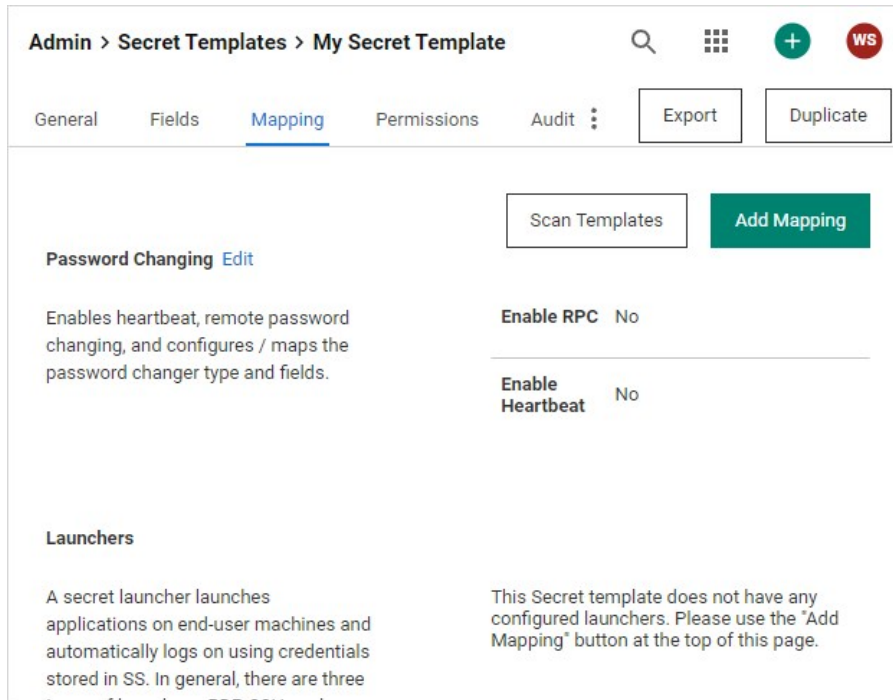 Admin > Secret Templates > My Secret Template
WS
General Fields Mapping Permissions Audit Export Duplicate
Scan Templates Add Mapping
Password Changing Edit
Enables heartbeat, remote password
changing, and configures / maps the
password changer type and fields.
Enable RPC No
Enable
Heartbeat No
Launchers
A secret launcher launches
applications on end-user machines and
automatically logs on using credentials
stored in SS. In general, there are three
This Secret template does not have any
configured launchers. Please use the "Add
Mapping" button at the top of this page.